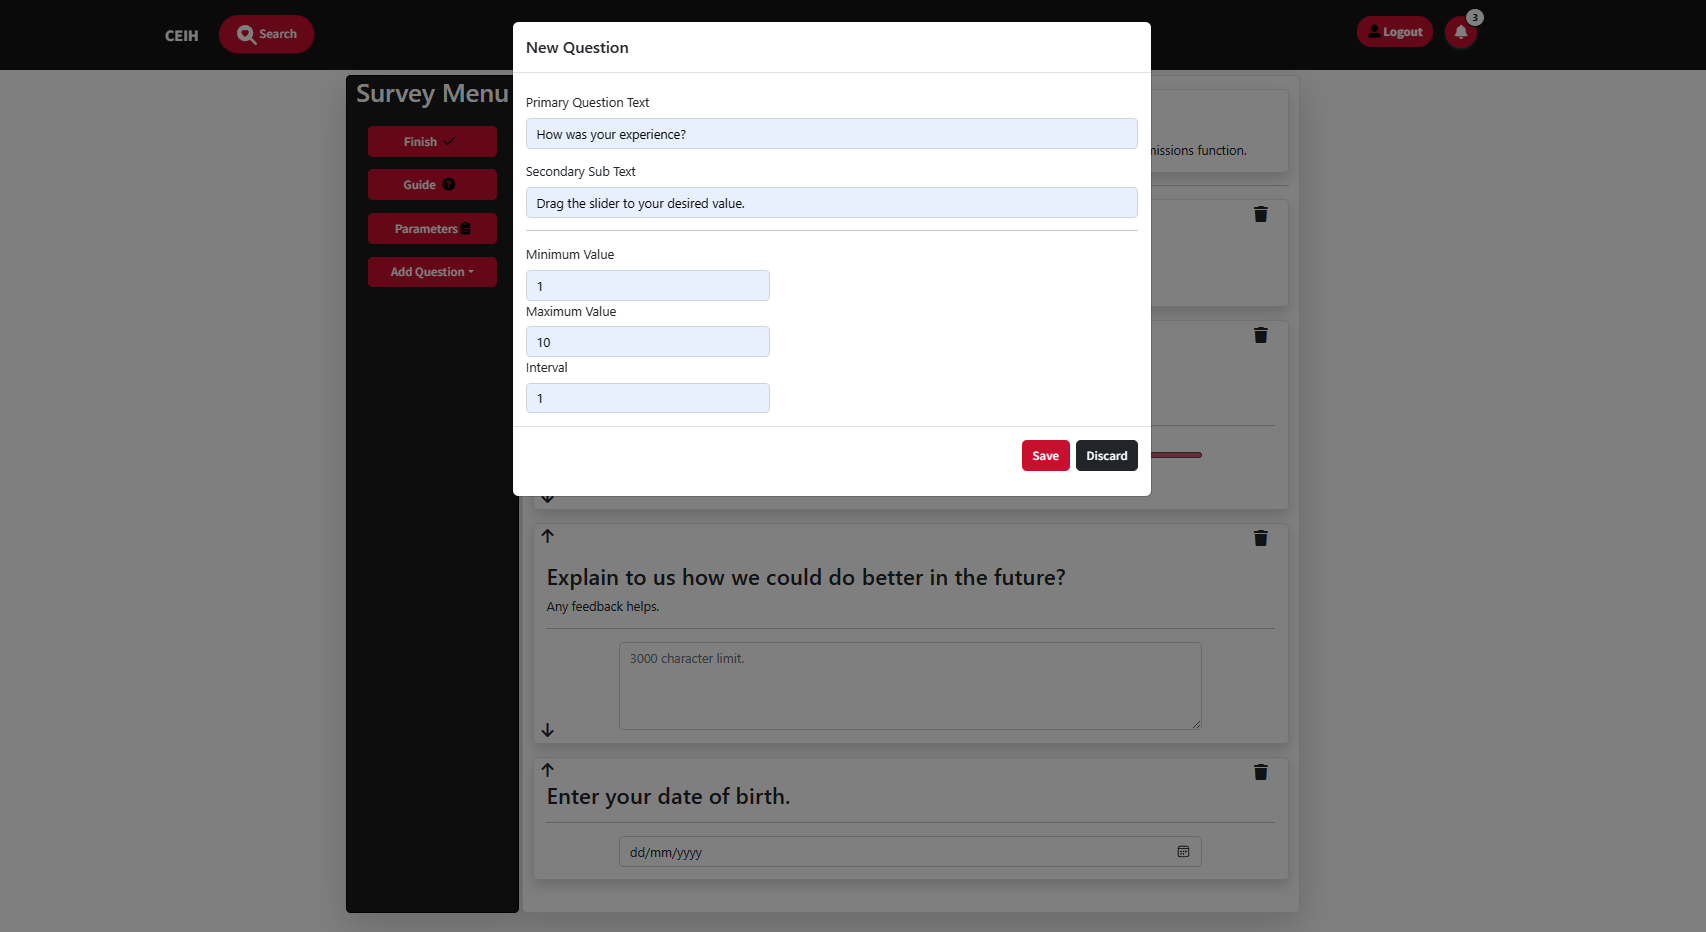 CEIH
Search
Logout
3
Survey Menu
Finish
Guide
Parameters
Add Question
New Question
Primary Question Text
How was your experience?
Secondary Sub Text
Drag the slider to your desired value.
Minimum Value
1
Maximum Value
10
Interval
1
Save
Discard
function.
Explain to us how we could do better in the future?
Any feedback helps.
3000 character limit.
Enter your date of birth.
dd/mm/yyyy